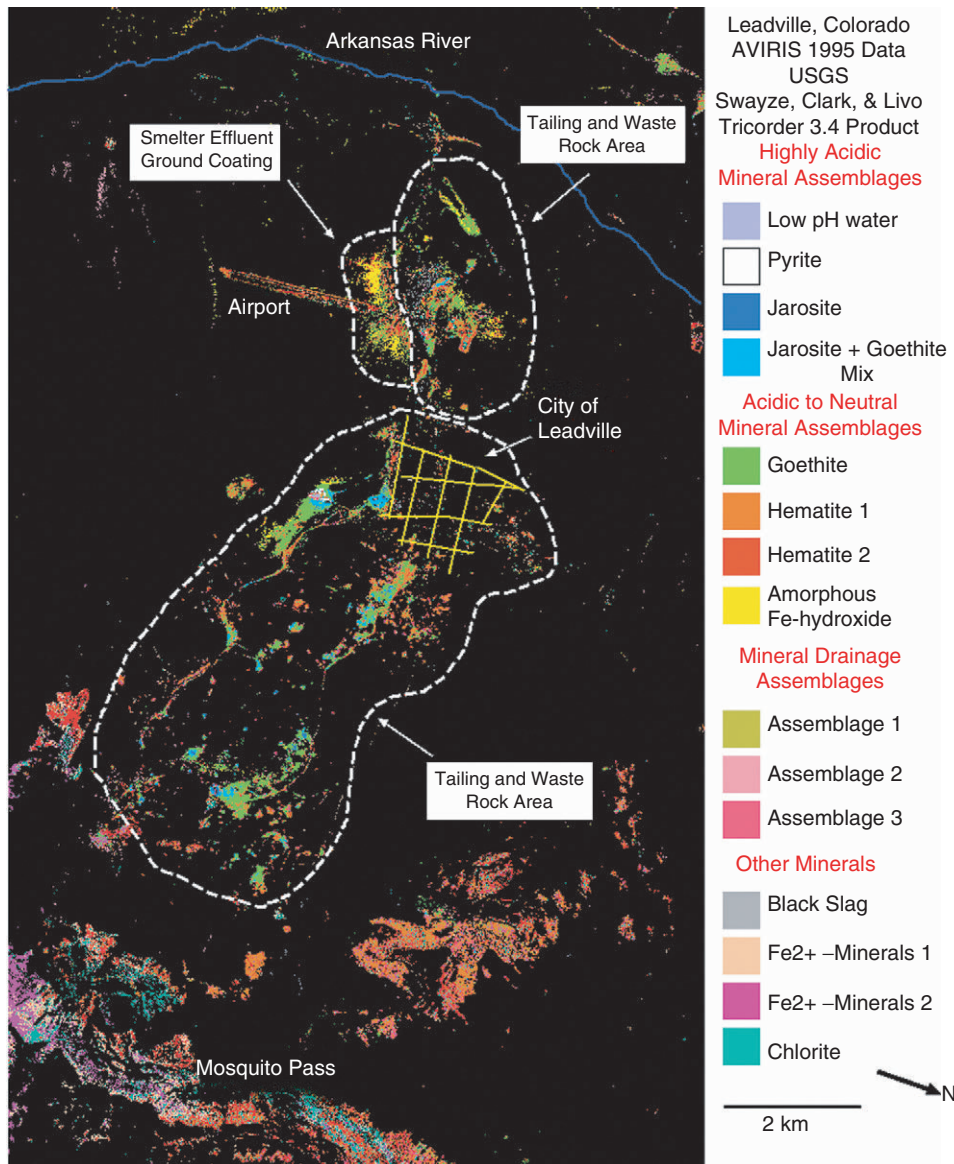 Arkansas River
Smelter Effluent
Ground Coating
Tailing and Waste
Rock Area
Airport
City of
Leadville
Tailing and Waste
Rock Area
Mosquito Pass
Leadville, Colorado
AVIRIS 1995 Data
USGS
Swayze, Clark, & Livo
Tricorder 3.4 Product
Highly Acidic
Mineral Assemblages
Low pH water
Pyrite
Jarosite
Jarosite + Goethite
Mix
Acidic to Neutral
Mineral Assemblages
Goethite
Hematite 1
Hematite 2
Amorphous
Fe-hydroxide
Mineral Drainage
Assemblages
Assemblage 1
Assemblage 2
Assemblage 3
Other Minerals
Black Slag
Fe2+ –Minerals 1
Fe2+ –Minerals 2
Chlorite
N
2 km